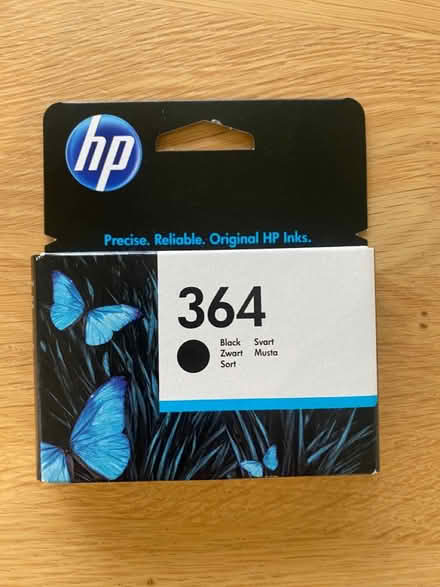 hp
Precise. Reliable. Original HP Inks.
364
Black Svart
Zwart Musta
Sort